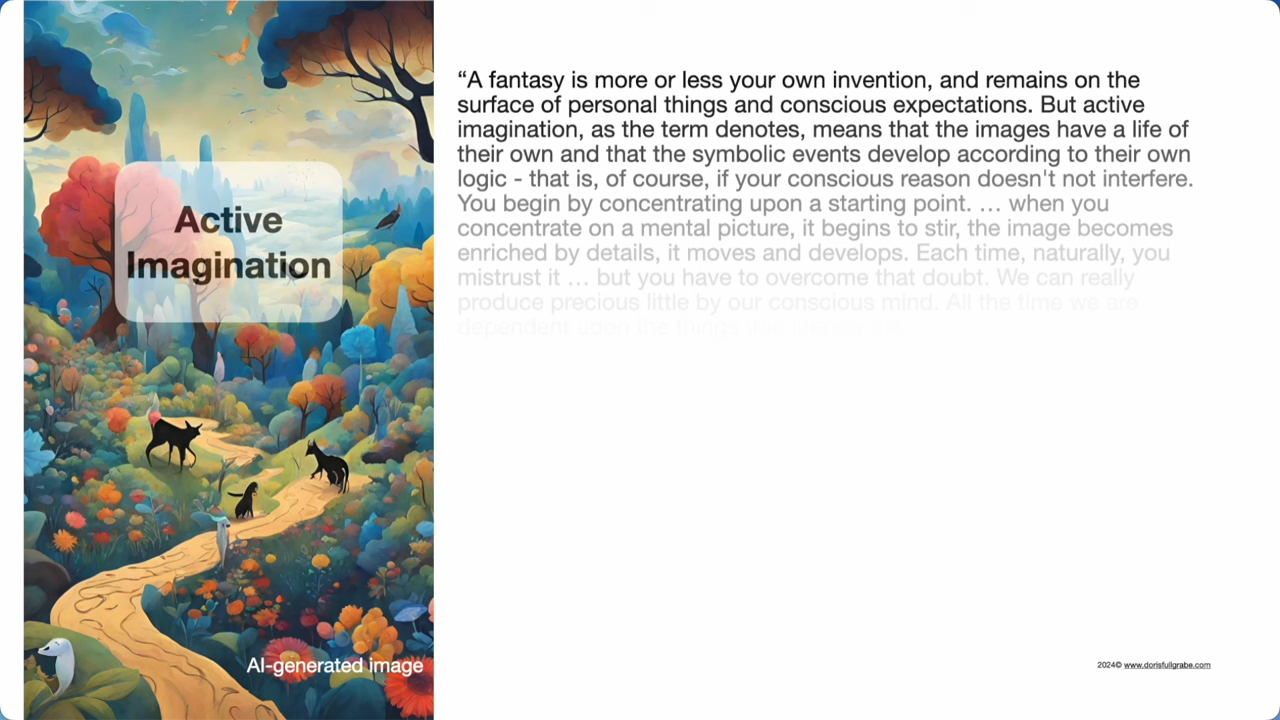 Active
Imagination
AI-generated image
“A fantasy is more or less your own invention, and remains on the
surface of personal things and conscious expectations. But active
imagination, as the term denotes, means that the images have a life of
their own and that the symbolic events develop according to their own
logic - that is, of course, if your conscious reason doesn't not interfere.
You begin by concentrating upon a starting point. … when you
concentrate on a mental picture, it begins to stir, the image becomes
enriched by details, it moves and develops. Each time, naturally, you
mistrust it … but you have to overcome that doubt. We can really
produce precious little by our conscious mind. All the time we are
dependent upon the things
2024© www.dorisfullgrabe.com